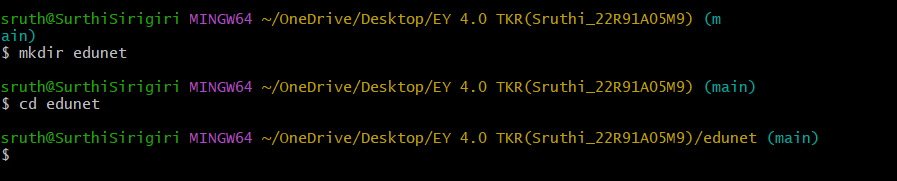 sruth@SurthiSirigiri MINGW64 ~/OneDrive/Desktop/EY 4.0 TKR(Sruthi_22R91A05M9) (m
ain)
$ mkdir edunet
sruth@SurthiSirigiri MINGW64 ~/OneDrive/Desktop/EY 4.0 TKR(Sruthi_22R91A05M9) (main)
$ cd edunet
sruth@SurthiSirigiri MINGW64 ~/OneDrive/Desktop/EY 4.0 TKR(Sruthi_22R91A05M9)/edunet (main)
$